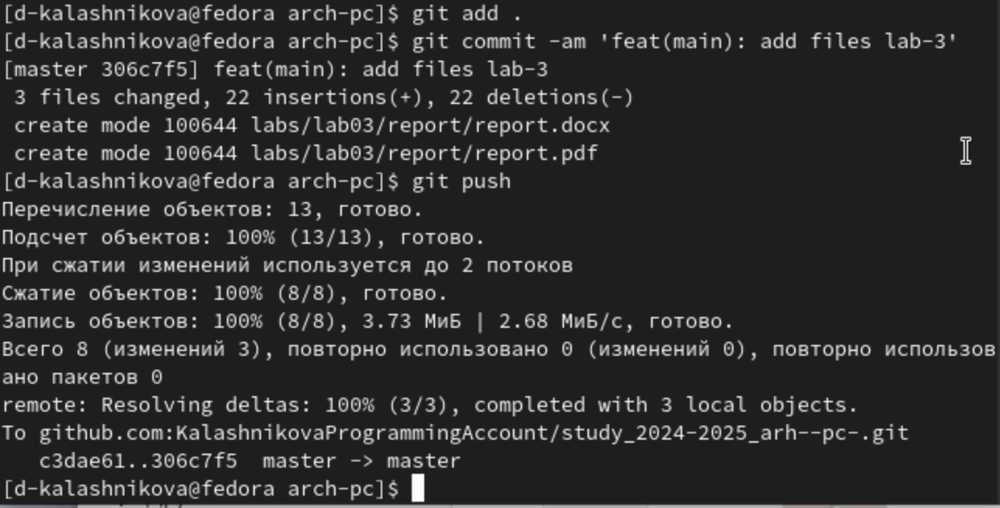 [d-kalashnikova@fedora arch-pc]$ git add .
[d-kalashnikova@fedora arch-pc]$ git commit -am 'feat(main): add files lab-3'
[master 306c7f5] feat(main): add files lab-3
 3 files changed, 22 insertions(+), 22 deletions(-)
 create mode 100644 labs/lab03/report/report.docx
 create mode 100644 labs/lab03/report/report.pdf
[d-kalashnikova@fedora arch-pc]$ git push
Перечисление объектов: 13, готово.
Подсчет объектов: 100% (13/13), готово.
При сжатии изменений используется до 2 потоков
Сжатие объектов: 100% (8/8), готово.
Запись объектов: 100% (8/8), 3.73 МиБ | 2.68 МиБ/с, готово.
Всего 8 (изменений 3), повторно использовано 0 (изменений 0), повторно использов
ано пакетов 0
remote: Resolving deltas: 100% (3/3), completed with 3 local objects.
To github.com:KalashnikovaProgrammingAccount/study_2024-2025_arh--pc-.git
   c3dae61..306c7f5  master -> master
[d-kalashnikova@fedora arch-pc]$